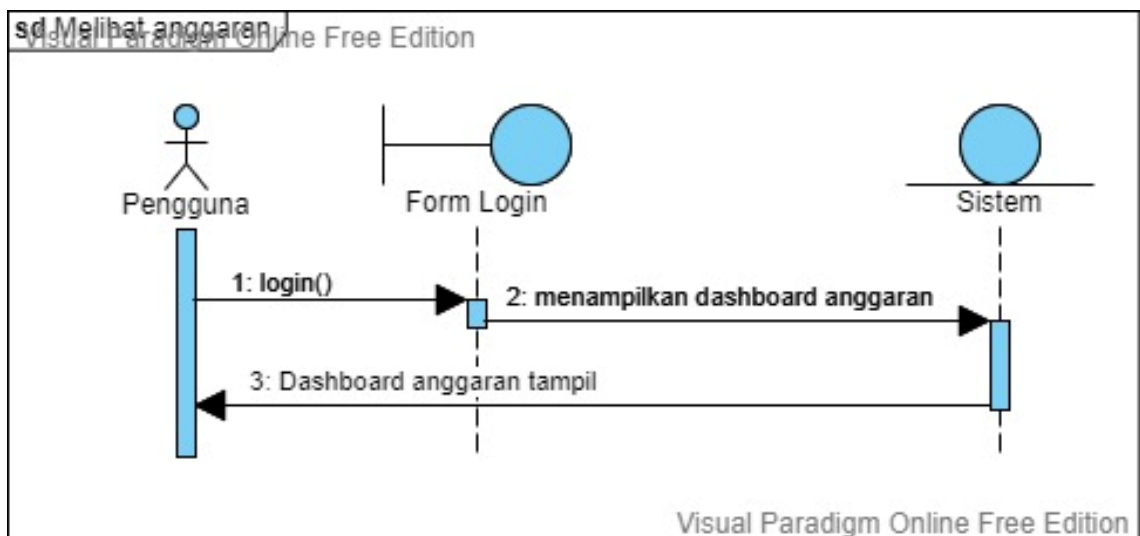 sd Melihat anggaran
Visual Paradigm Online Free Edition
Pengguna
Form Login
Sistem
1: login()
2: menampilkan dashboard anggaran
3: Dashboard anggaran tampil
Visual Paradigm Online Free Edition